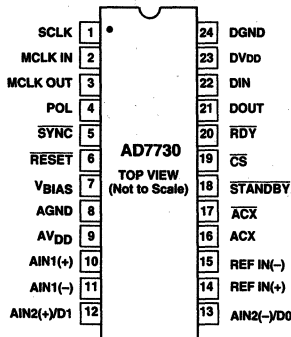 SCLK 1 24 DGND
MCLK IN 2 23 DVDD
MCLK OUT 3 22 DIN
POL 4 21 DOUT
SYNC 5 20 RDY
RESET 6 AD7730 19 CS
TOP VIEW
VBIAS 7 (Not to Scale) 18 STANDBY
AGND 8 17 ACX
AVDD 9 16 ACX
AIN1(+) 10 15 REF IN(–)
AIN1(–) 11 14 REF IN(+)
AIN2(+)/D1 12 13 AIN2(–)/D0